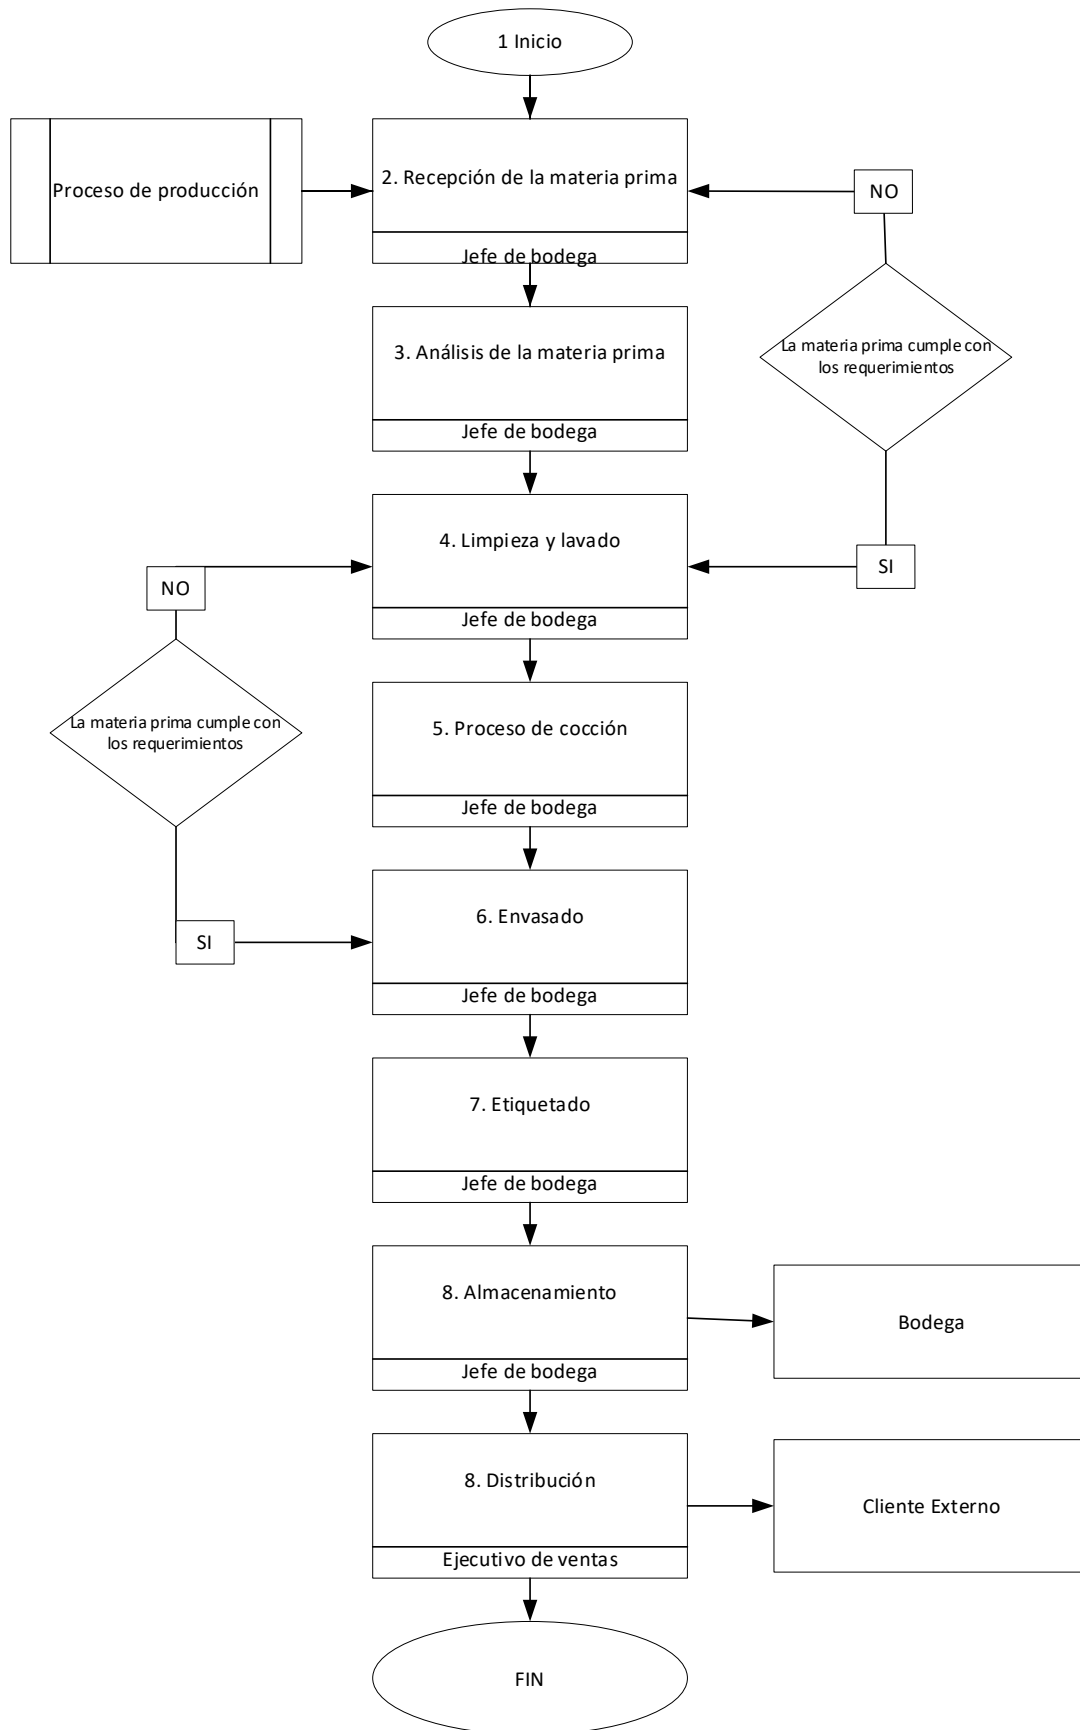 1 Inicio
Proceso de producción
2. Recepción de la materia prima
Jefe de bodega
NO
La materia prima cumple con
los requerimientos
3. Análisis de la materia prima
Jefe de bodega
4. Limpieza y lavado
Jefe de bodega
SI
NO
La materia prima cumple con
los requerimientos
5. Proceso de cocción
Jefe de bodega
6. Envasado
Jefe de bodega
SI
7. Etiquetado
Jefe de bodega
8. Almacenamiento
Jefe de bodega
Bodega
8. Distribución
Ejecutivo de ventas
Cliente Externo
FIN